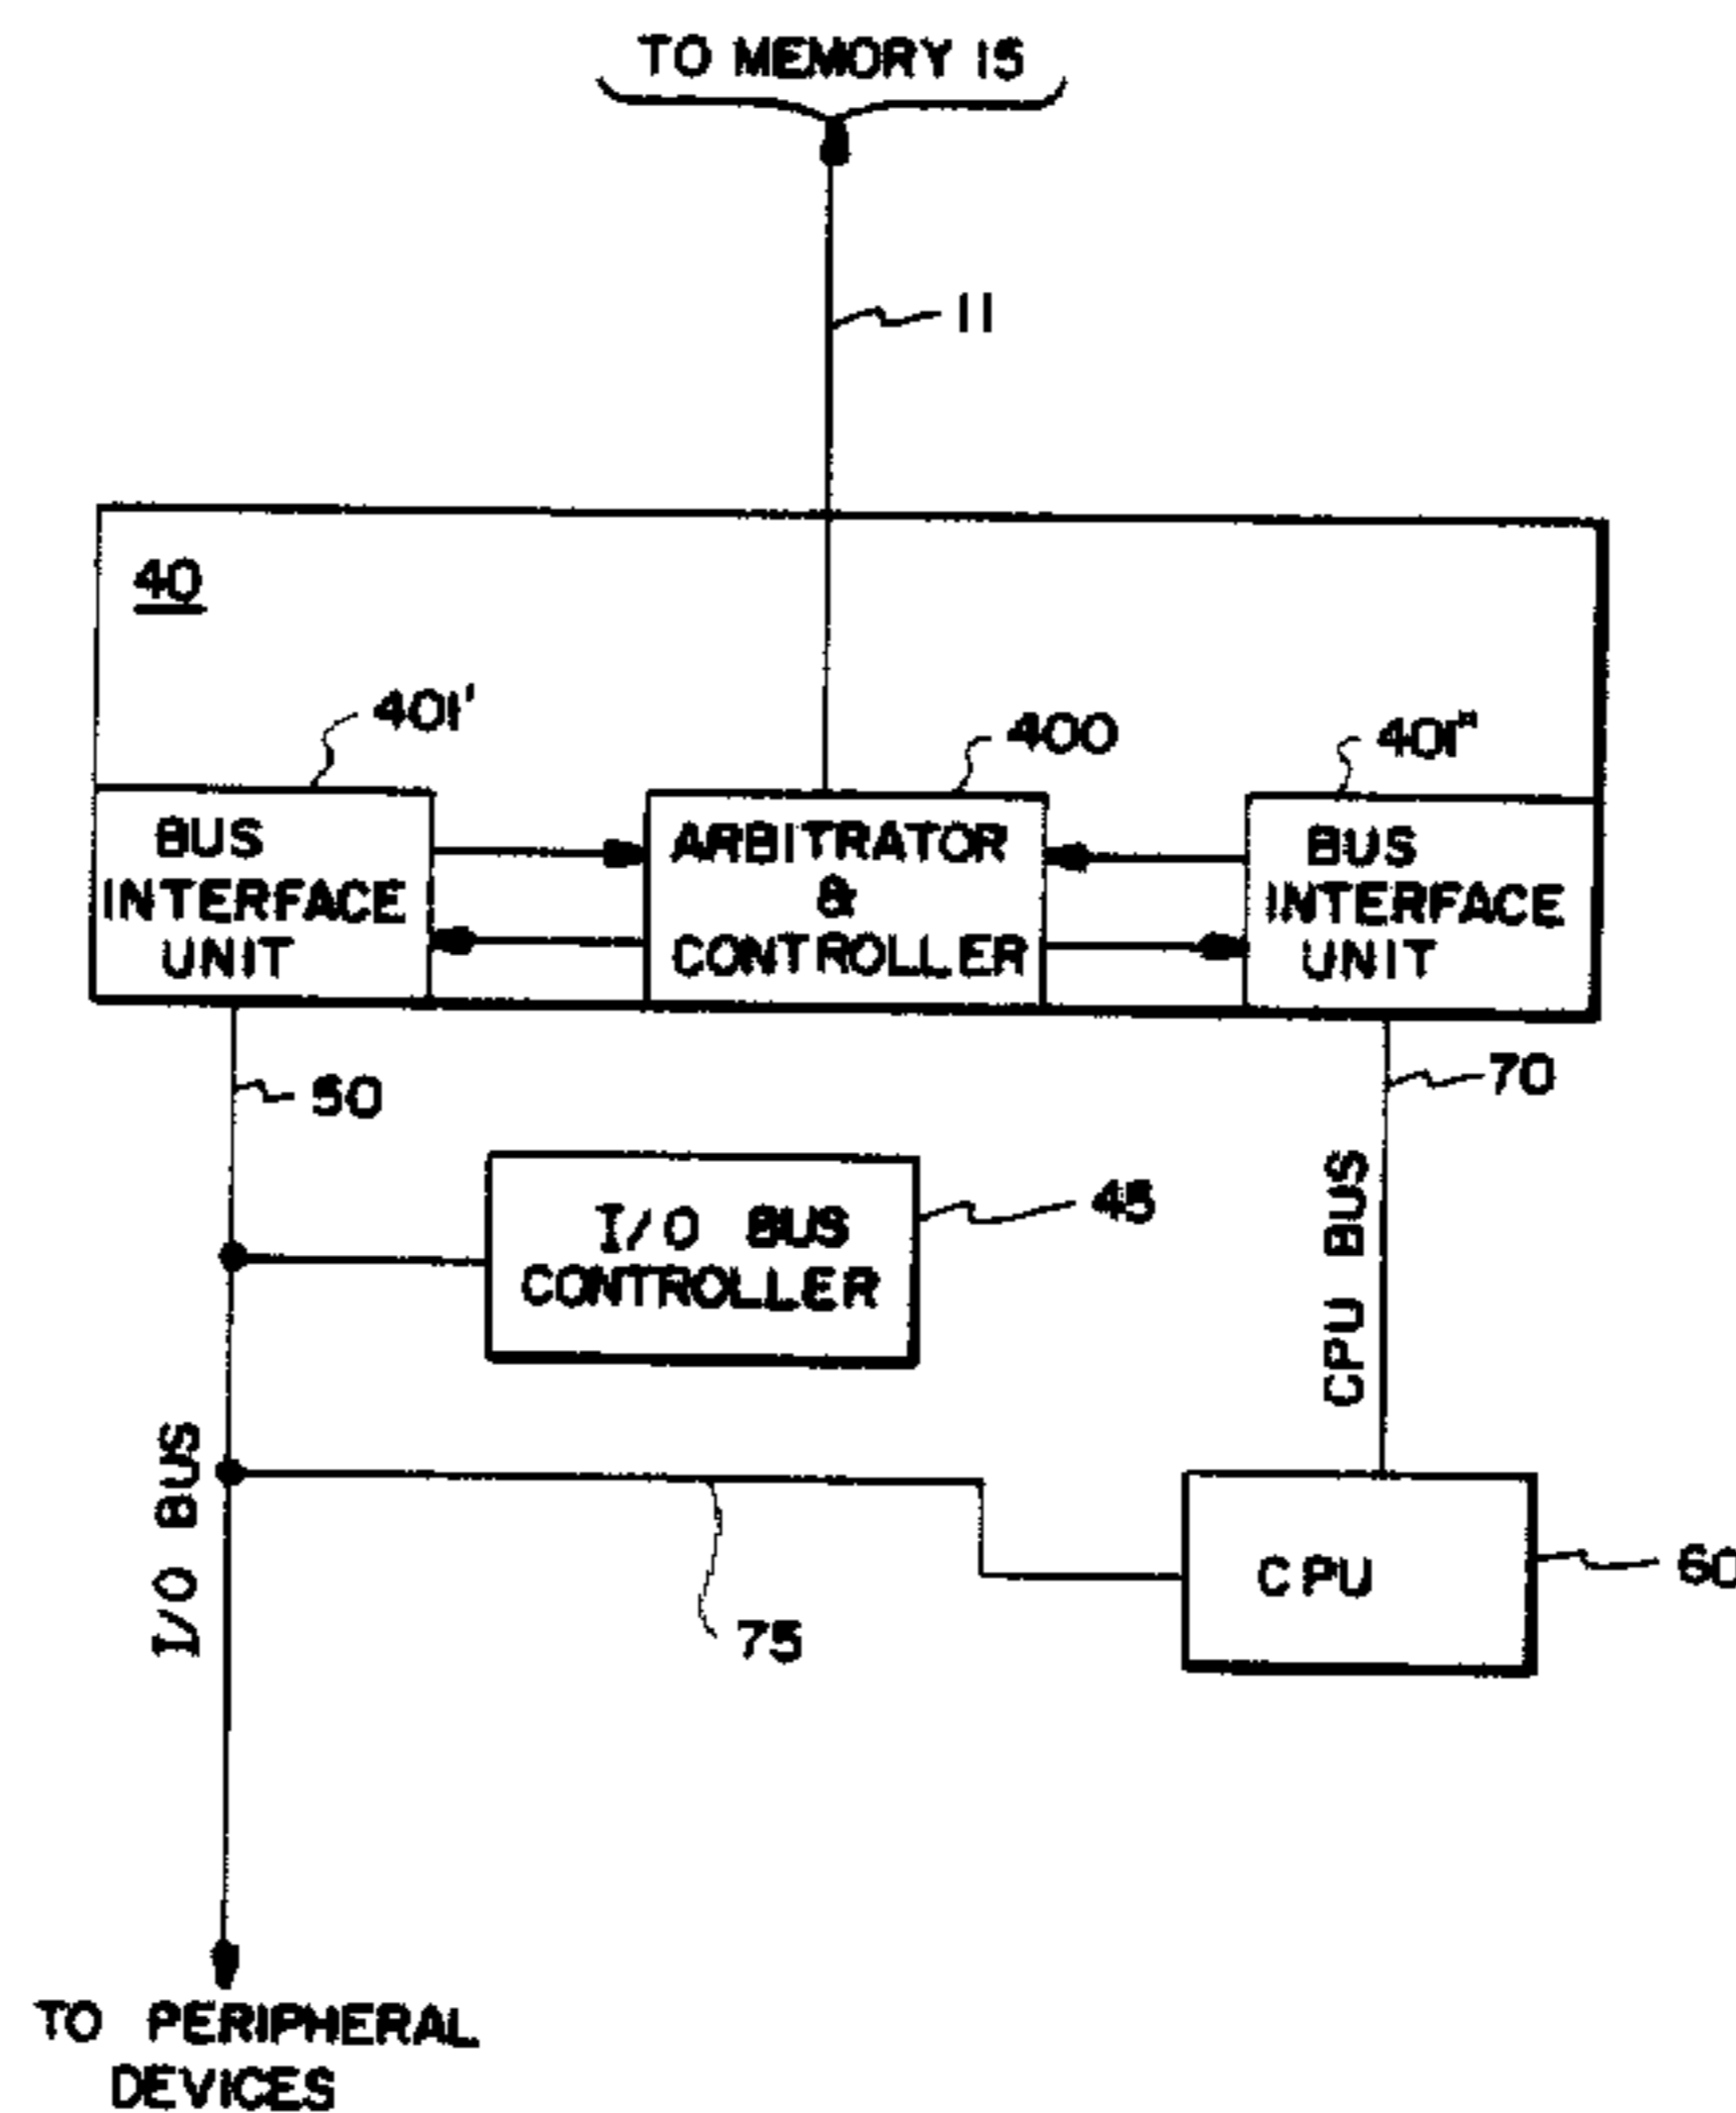 TO MEMORY 15
11
40
401'
400
401"
BUS
INTERFACE
UNIT
ARBITRATOR
&
CONTROLLER
BUS
INTERFACE
UNIT
50
70
I/O BUS
CONTROLLER
45
CPU BUS
I/O BUS
CPU
60
75
TO PERIPHERAL
DEVICES